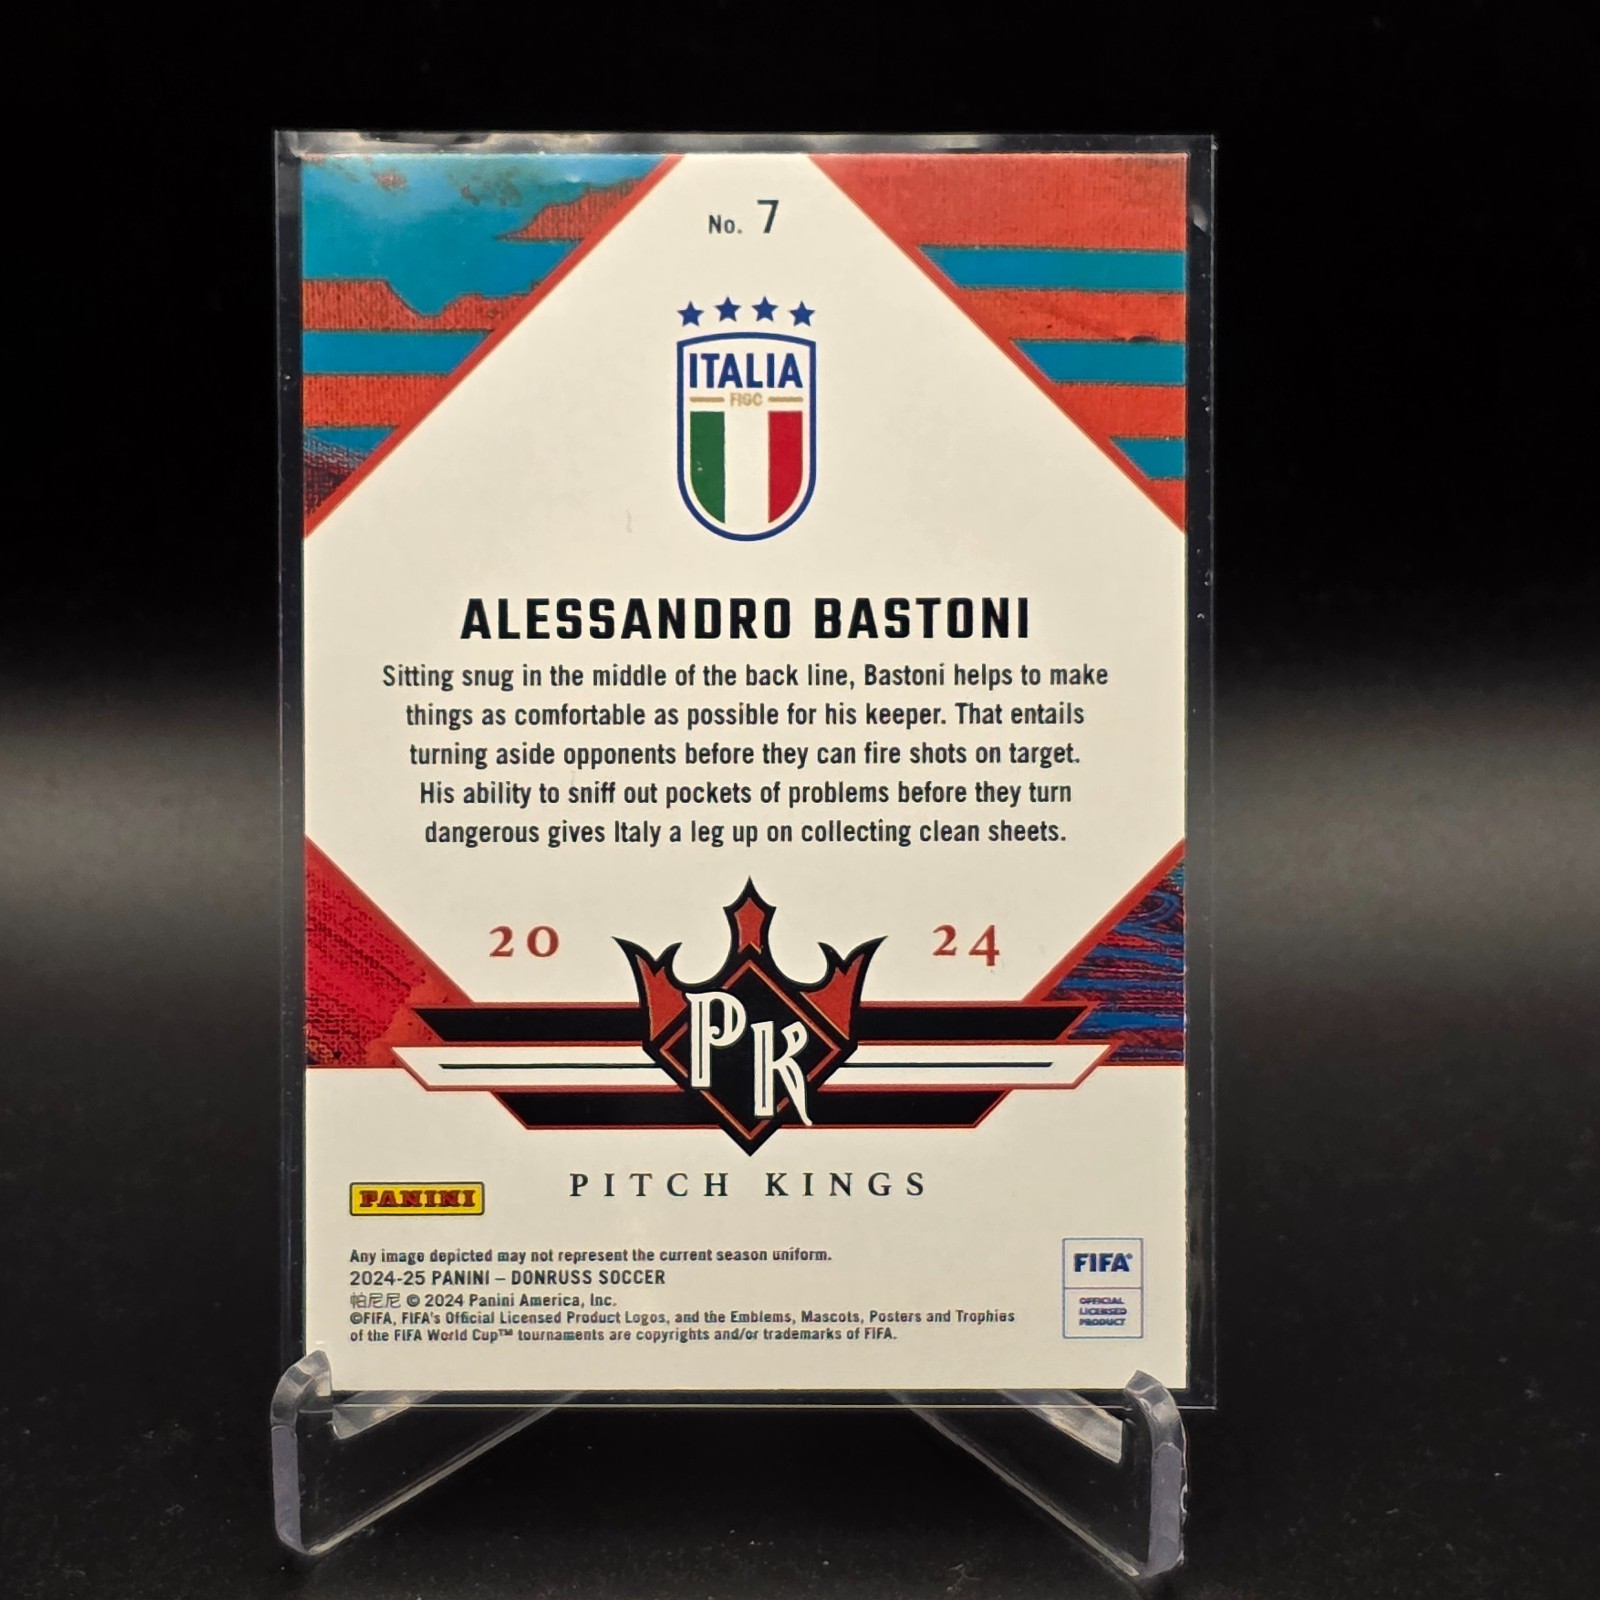 No. 7
ITALIA
FIGC
ALESSANDRO BASTONI
Sitting snug in the middle of the back line, Bastoni helps to make
things as comfortable as possible for his keeper. That entails
turning aside opponents before they can fire shots on target.
His ability to sniff out pockets of problems before they turn
dangerous gives Italy a leg up on collecting clean sheets.
20 24
PK
PITCH KINGS
PANINI
Any image depicted may not represent the current season uniform.
2024-25 PANINI – DONRUSS SOCCER
帕尼尼 © 2024 Panini America, Inc.
©FIFA, FIFA's Official Licensed Product Logos, and the Emblems, Mascots, Posters and Trophies
of the FIFA World Cup™ tournaments are copyrights and/or trademarks of FIFA.
FIFA®
OFFICIAL
LICENSED
PRODUCT